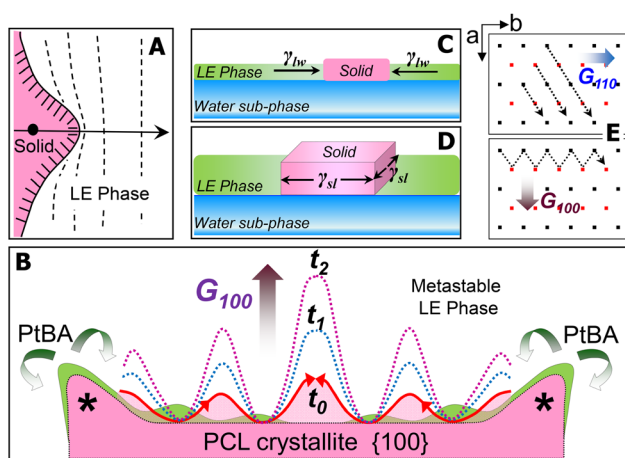 A
Solid
LE Phase
C
γlw
γlw
LE Phase
Solid
Water sub-phase
D
Solid
LE Phase
γsl
γsl
Water sub-phase
a
b
G110
E
G100
B
G100
t2
t1
t0
Metastable
LE Phase
PtBA
PtBA
*
*
PCL crystallite {100}